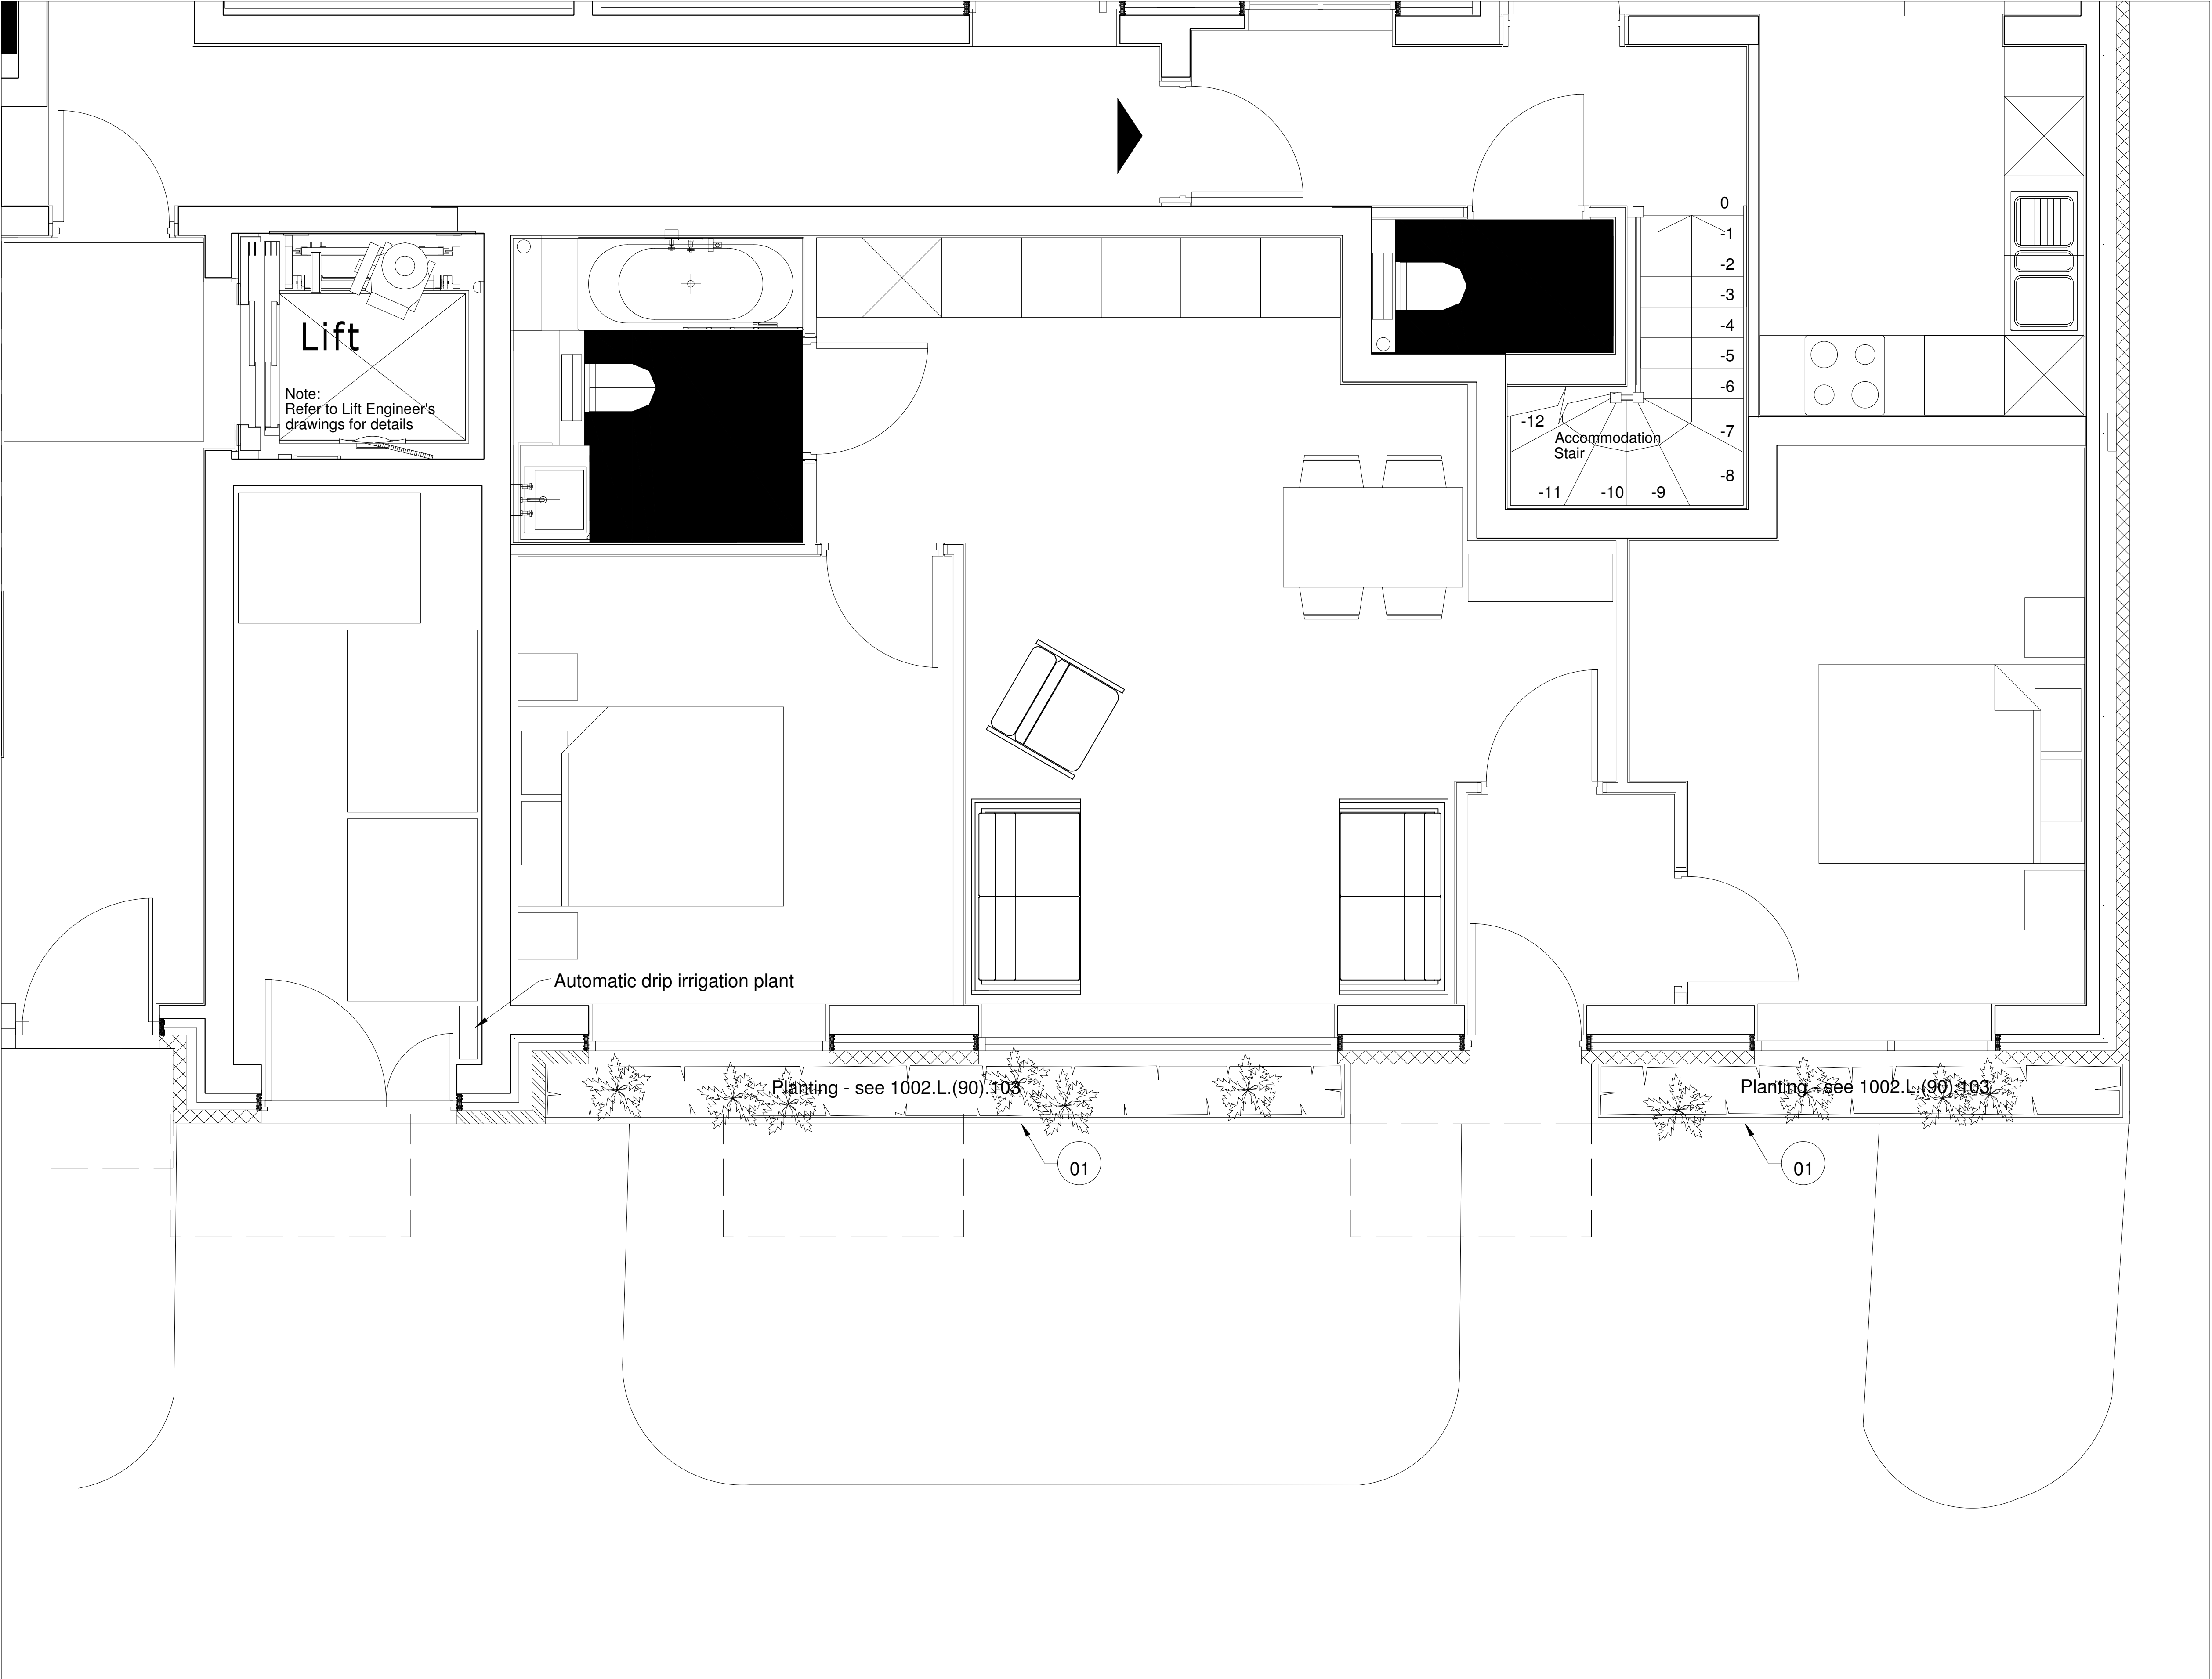 0
-1
-2
-3
-4
-5
-6
-7
-8
-9
-10
-11
-12
Accommodation
Stair
Lift
Note:
Refer to Lift Engineer's
drawings for details
Automatic drip irrigation plant
Planting - see 1002.L.(90).103
Planting - see 1002.L.(90).103
01
01